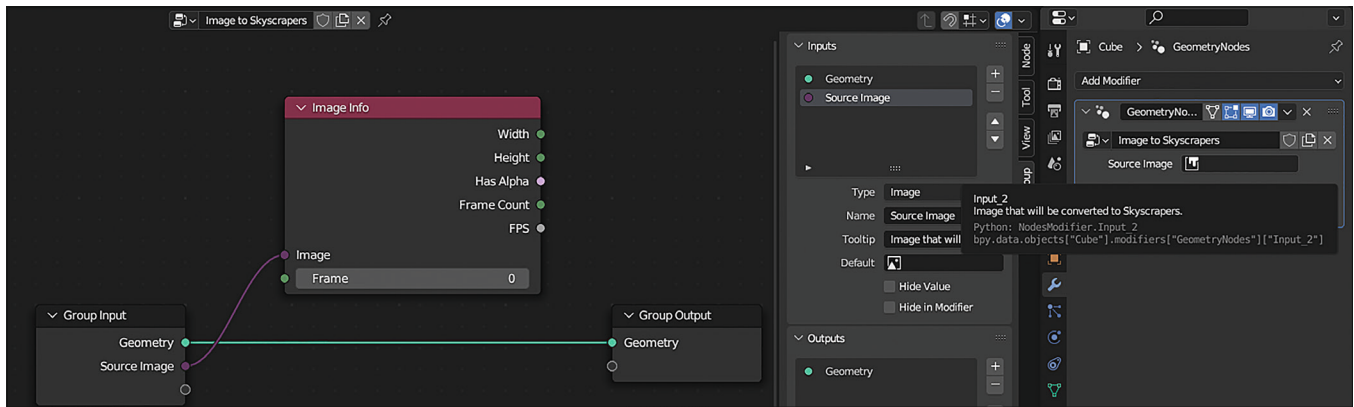 Image to Skyscrapers
Image Info
Width
Height
Has Alpha
Frame Count
FPS
Image
Frame 0
Group Input
Geometry
Source Image
Group Output
Geometry
Inputs
Geometry
Source Image
Type Image
Name Source Image
Tooltip Image that will
Default
Hide Value
Hide in Modifier
Outputs
Geometry
Node
Tool
View
oup
Cube > GeometryNodes
Add Modifier
GeometryNo...
Image to Skyscrapers
Source Image
Input_2
Image that will be converted to Skyscrapers.
Python: NodesModifier.Input_2
bpy.data.objects["Cube"].modifiers["GeometryNodes"]["Input_2"]